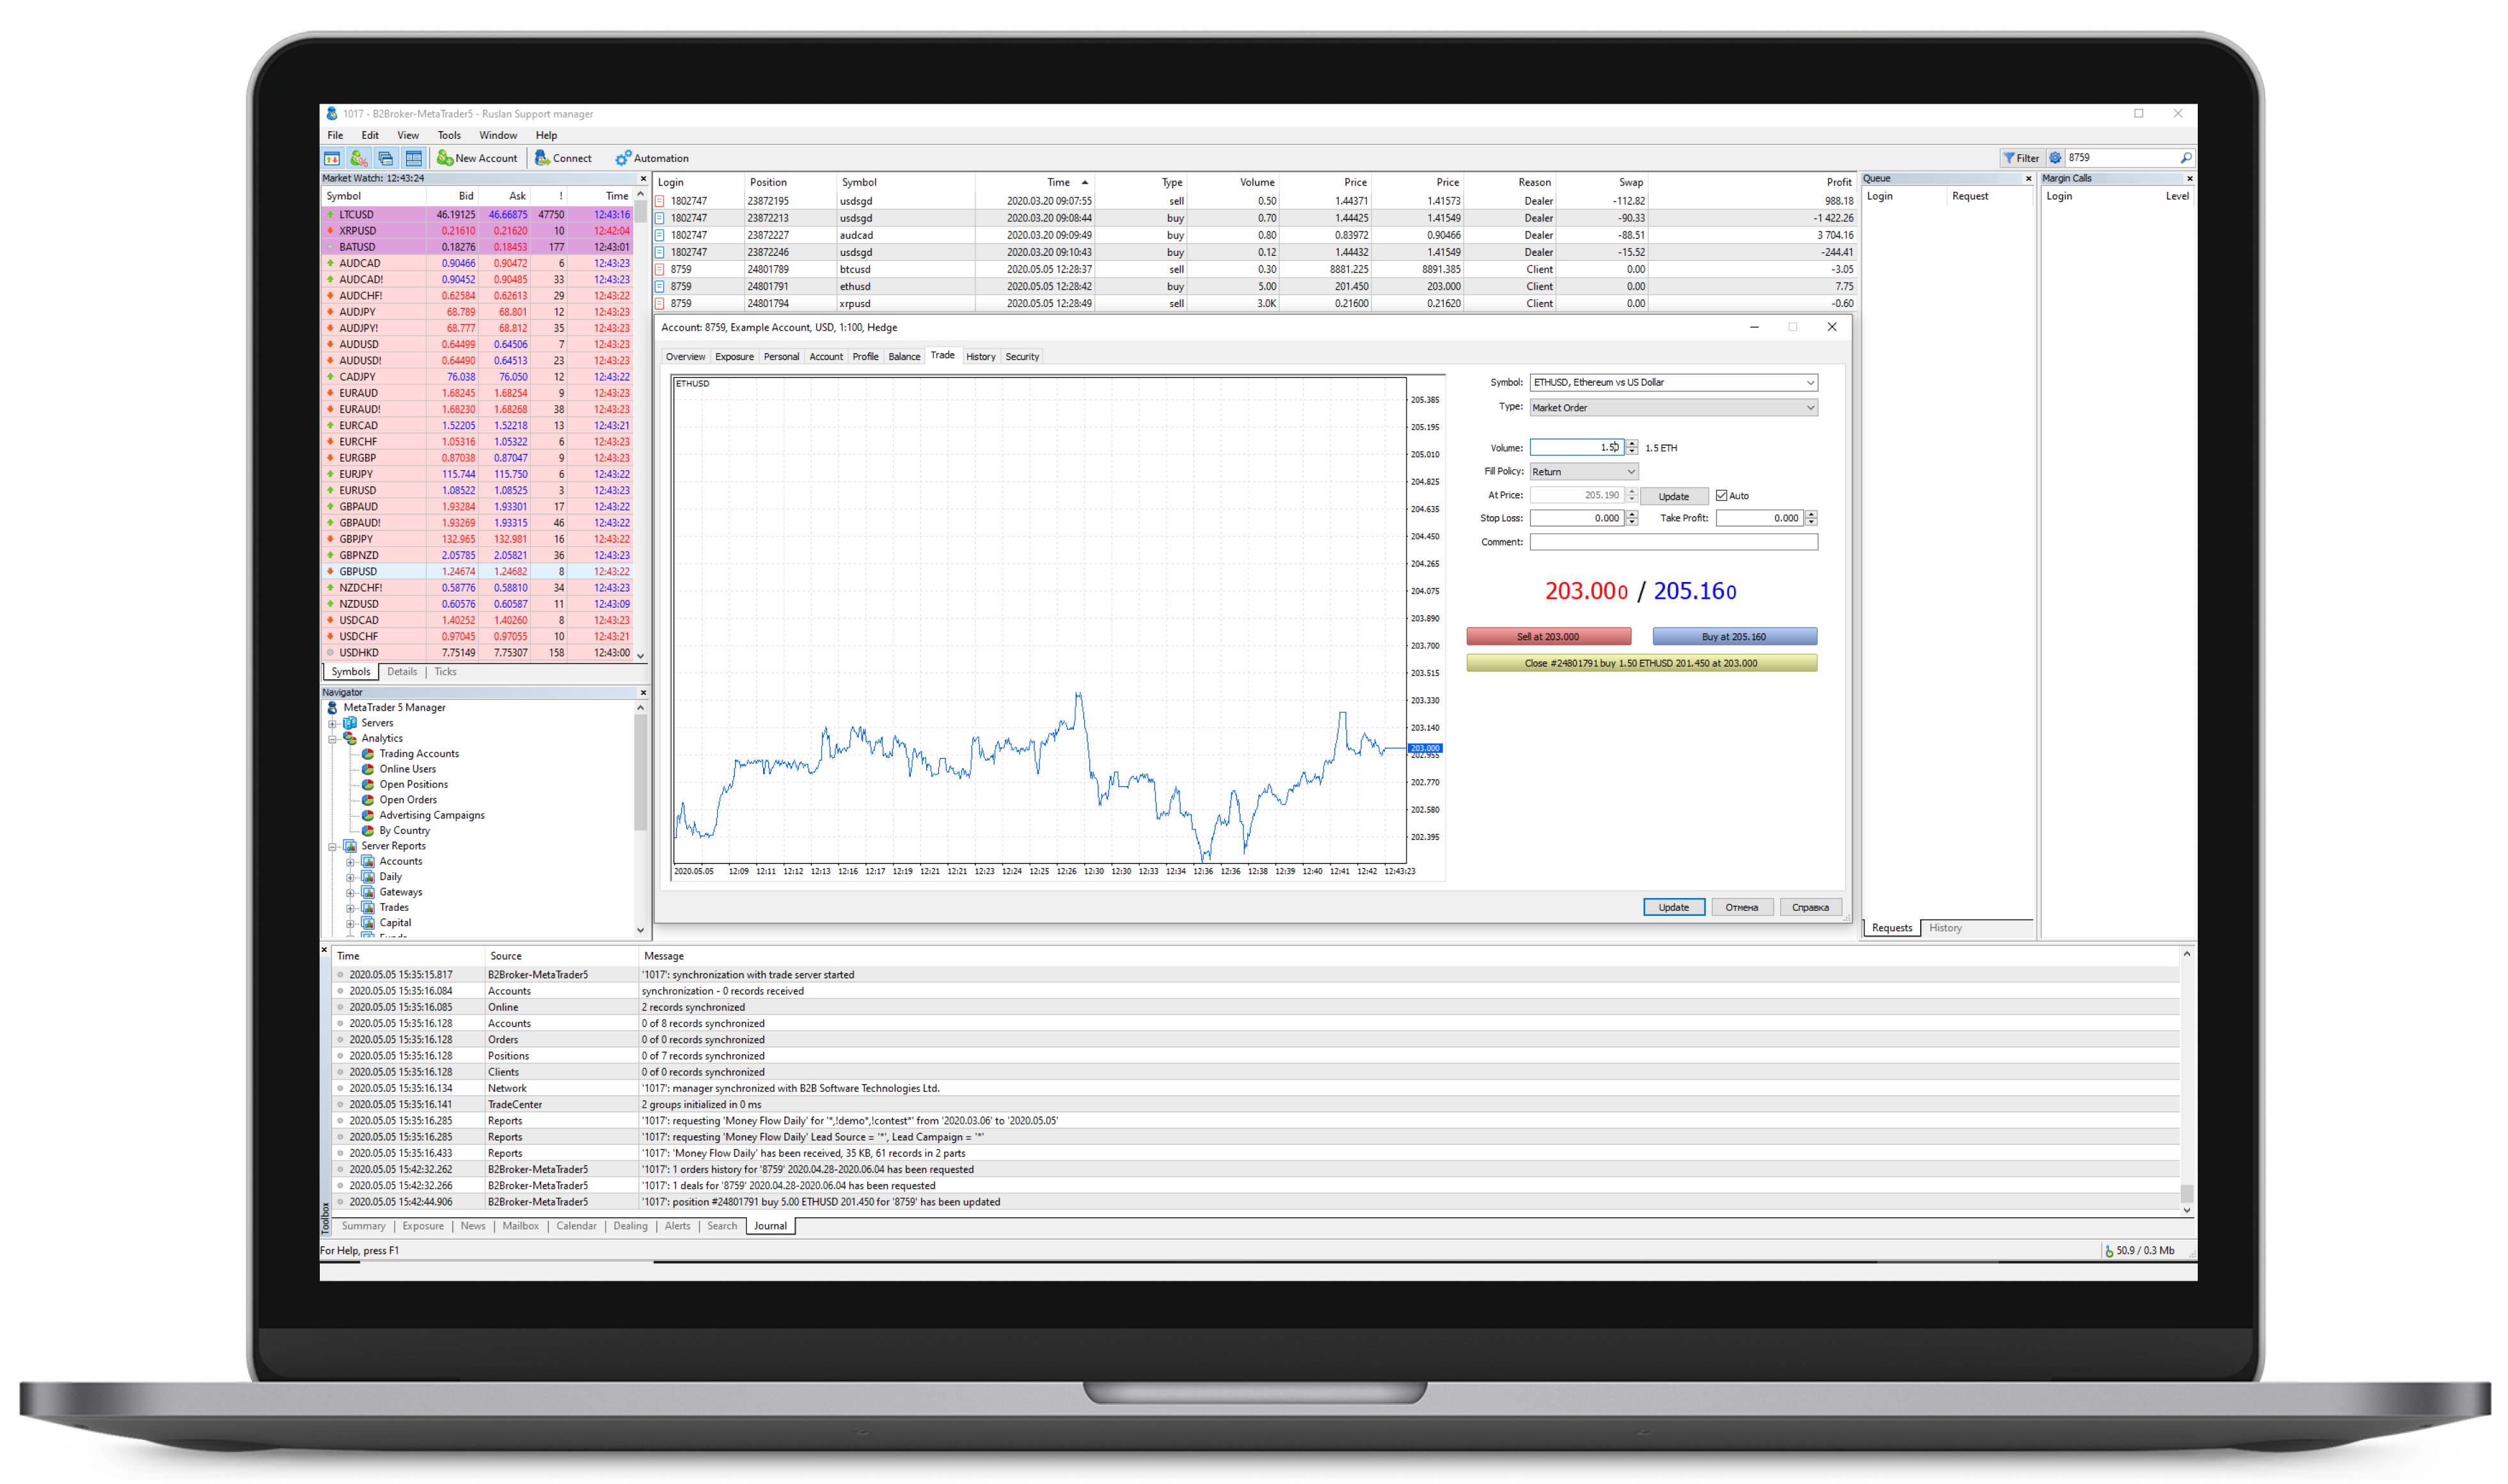 1017 - B2Broker-MetaTrader5 - Ruslan Support manager
File Edit View Tools Window Help
New Account Connect Automation Filter 8759
Market Watch: 12:43:24
Symbol Bid Ask ! Time
LTCUSD 46.19125 46.66875 47750 12:43:16
XRPUSD 0.21610 0.21620 10 12:42:04
BATUSD 0.18276 0.18453 177 12:43:01
AUDCAD 0.90466 0.90472 6 12:43:23
AUDCAD! 0.90452 0.90485 33 12:43:23
AUDCHF! 0.62584 0.62613 29 12:43:22
AUDJPY 68.789 68.801 12 12:43:23
AUDJPY! 68.777 68.812 35 12:43:23
AUDUSD 0.64499 0.64506 7 12:43:23
AUDUSD! 0.64490 0.64513 23 12:43:23
CADJPY 76.038 76.050 12 12:43:22
EURAUD 1.68245 1.68254 9 12:43:23
EURAUD! 1.68230 1.68268 38 12:43:23
EURCAD 1.52205 1.52218 13 12:43:21
EURCHF 1.05316 1.05322 6 12:43:23
EURGBP 0.87038 0.87047 9 12:43:23
EURJPY 115.744 115.750 6 12:43:22
EURUSD 1.08522 1.08525 3 12:43:23
GBPAUD 1.93284 1.93301 17 12:43:22
GBPAUD! 1.93269 1.93315 46 12:43:22
GBPJPY 132.965 132.981 16 12:43:22
GBPNZD 2.05785 2.05821 36 12:43:23
GBPUSD 1.24674 1.24682 8 12:43:22
NZDCHF! 0.58776 0.58810 34 12:43:23
NZDUSD 0.60576 0.60587 11 12:43:09
USDCAD 1.40252 1.40260 8 12:43:23
USDCHF 0.97045 0.97055 10 12:43:21
USDHKD 7.75149 7.75307 158 12:43:00
Symbols Details Ticks
Navigator
MetaTrader 5 Manager
Servers
Analytics
Trading Accounts
Online Users
Open Positions
Open Orders
Advertising Campaigns
By Country
Server Reports
Accounts
Daily
Gateways
Trades
Capital
Login Position Symbol Time Type Volume Price Price Reason Swap Profit
1802747 23872195 usdsgd 2020.03.20 09:07:55 sell 0.50 1.44371 1.41573 Dealer -112.82 988.18
1802747 23872213 usdsgd 2020.03.20 09:08:44 buy 0.70 1.44425 1.41549 Dealer -90.33 -1 422.26
1802747 23872227 audcad 2020.03.20 09:09:49 buy 0.80 0.83972 0.90466 Dealer -88.51 3 704.16
1802747 23872246 usdsgd 2020.03.20 09:10:43 buy 0.12 1.44432 1.41549 Dealer -15.52 -244.41
8759 24801789 btcusd 2020.05.05 12:28:37 sell 0.30 8881.225 8891.385 Client 0.00 -3.05
8759 24801791 ethusd 2020.05.05 12:28:42 buy 5.00 201.450 203.000 Client 0.00 7.75
8759 24801794 xrpusd 2020.05.05 12:28:49 sell 3.0K 0.21600 0.21620 Client 0.00 -0.60
Account: 8759, Example Account, USD, 1:100, Hedge
Overview Exposure Personal Account Profile Balance Trade History Security
ETHUSD
205.385
205.195
205.010
204.825
204.635
204.450
204.265
204.075
203.890
203.700
203.515
203.330
203.140
203.000
202.955
202.770
202.580
202.395
2020.05.05 12:09 12:11 12:12 12:13 12:16 12:17 12:19 12:21 12:21 12:23 12:24 12:25 12:26 12:30 12:30 12:33 12:34 12:36 12:36 12:38 12:39 12:40 12:41 12:42 12:43:23
Symbol: ETHUSD, Ethereum vs US Dollar
Type: Market Order
Volume: 1.50 1.5 ETH
Fill Policy: Return
At Price: 205.190 Update Auto
Stop Loss: 0.000 Take Profit: 0.000
Comment:
203.000 / 205.160
Sell at 203.000 Buy at 205.160
Close #24801791 buy 1.50 ETHUSD 201.450 at 203.000
Update Отмена Справка
Queue
Login Request
Requests History
Margin Calls
Login Level
Time Source Message
2020.05.05 15:35:15.817 B2Broker-MetaTrader5 '1017': synchronization with trade server started
2020.05.05 15:35:16.084 Accounts synchronization - 0 records received
2020.05.05 15:35:16.085 Online 2 records synchronized
2020.05.05 15:35:16.128 Accounts 0 of 8 records synchronized
2020.05.05 15:35:16.128 Orders 0 of 0 records synchronized
2020.05.05 15:35:16.128 Positions 0 of 7 records synchronized
2020.05.05 15:35:16.128 Clients 0 of 0 records synchronized
2020.05.05 15:35:16.134 Network '1017': manager synchronized with B2B Software Technologies Ltd.
2020.05.05 15:35:16.141 TradeCenter 2 groups initialized in 0 ms
2020.05.05 15:35:16.285 Reports '1017': requesting 'Money Flow Daily' for '*,!demo*,!contest*' from '2020.03.06' to '2020.05.05'
2020.05.05 15:35:16.285 Reports '1017': requesting 'Money Flow Daily' Lead Source = '*', Lead Campaign = '*'
2020.05.05 15:35:16.433 Reports '1017': 'Money Flow Daily' has been received, 35 KB, 61 records in 2 parts
2020.05.05 15:42:32.262 B2Broker-MetaTrader5 '1017': 1 orders history for '8759' 2020.04.28-2020.06.04 has been requested
2020.05.05 15:42:32.266 B2Broker-MetaTrader5 '1017': 1 deals for '8759' 2020.04.28-2020.06.04 has been requested
2020.05.05 15:42:44.906 B2Broker-MetaTrader5 '1017': position #24801791 buy 5.00 ETHUSD 201.450 for '8759' has been updated
Toolbox
Summary Exposure News Mailbox Calendar Dealing Alerts Search Journal
For Help, press F1 50.9 / 0.3 Mb